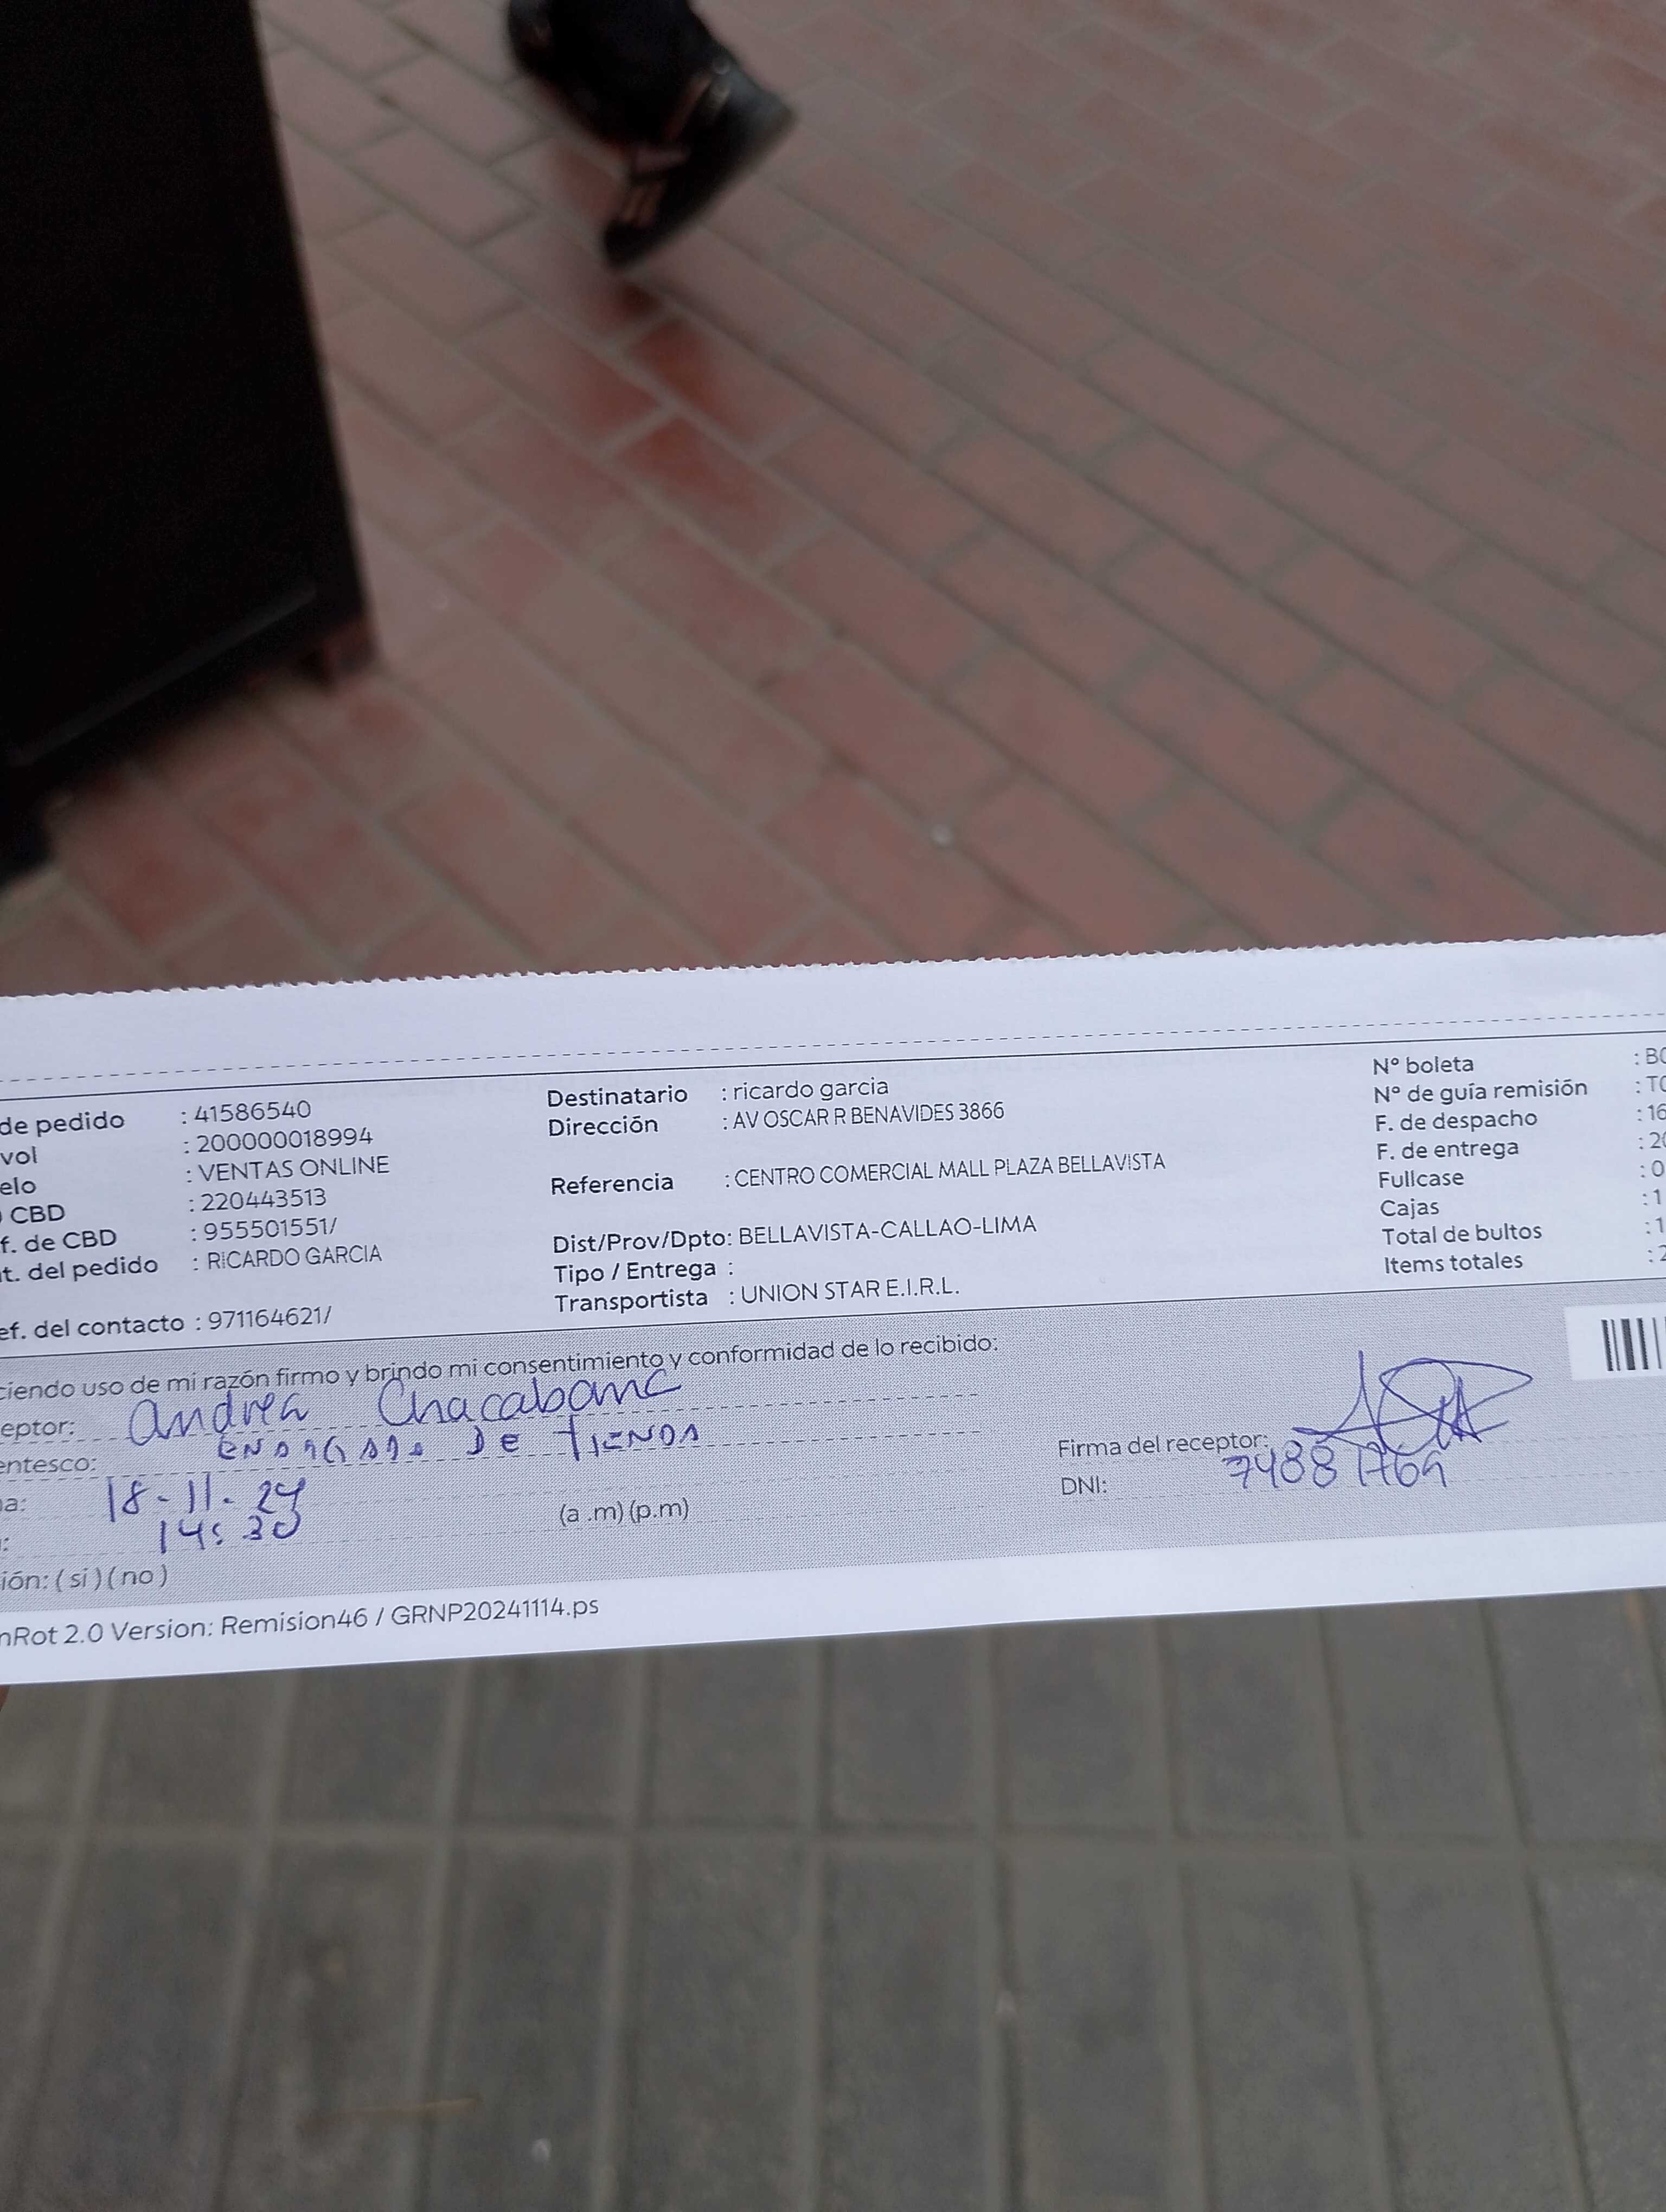 de pedido : 41586540
vol : 200000018994
elo : VENTAS ONLINE
CBD : 220443513
f. de CBD : 955501551/
t. del pedido : RICARDO GARCIA
ef. del contacto : 971164621/
Destinatario : ricardo garcia
Dirección : AV OSCAR R BENAVIDES 3866
Referencia : CENTRO COMERCIAL MALL PLAZA BELLAVISTA
Dist/Prov/Dpto: BELLAVISTA-CALLAO-LIMA
Tipo / Entrega :
Transportista : UNION STAR E.I.R.L.
N° boleta : B
N° de guía remisión : T
F. de despacho : 16
F. de entrega : 20
Fullcase : 0
Cajas : 1
Total de bultos : 1
Items totales : 2
ciendo uso de mi razón firmo y brindo mi consentimiento y conformidad de lo recibido:
eptor: Andrea
entesco: DE TIENDA
a: 18-11-24
: 14:30 (a .m) (p.m)
ión: ( si ) ( no )
Firma del receptor:
DNI:
nRot 2.0 Version: Remision46 / GRNP20241114.ps